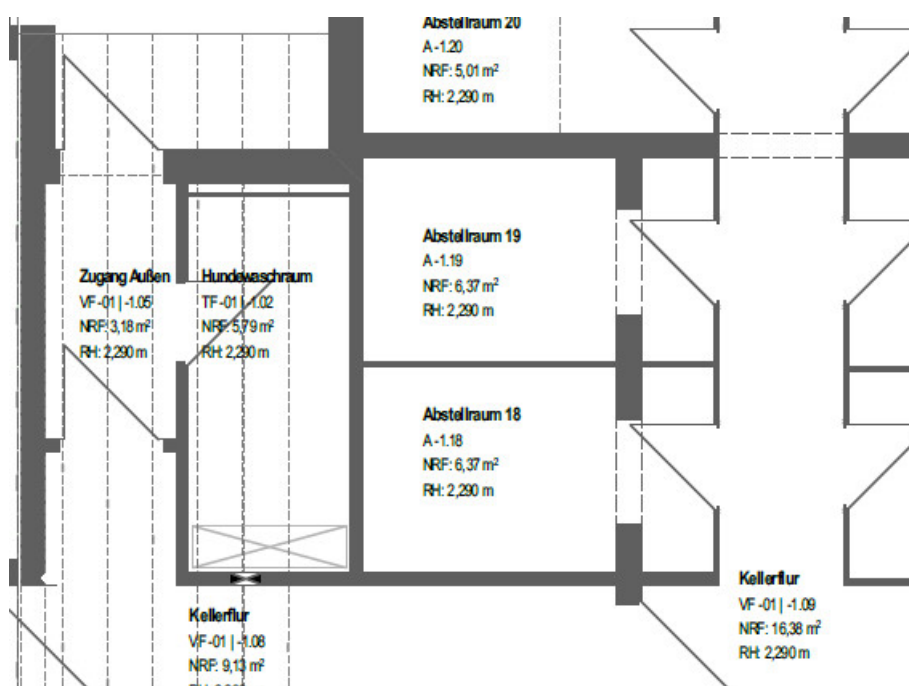 Abstellraum 20
A -1.20
NRF: 5,01 m²
RH: 2,290 m
Abstellraum 19
A -1.19
NRF: 6,37 m²
RH: 2,290 m
Zugang Außen
VF -01 | -1.05
NRF: 3,18 m²
RH: 2,290 m
Hundewaschraum
TF -01 | -1.02
NRF: 5,79 m²
RH: 2,290 m
Abstellraum 18
A -1.18
NRF: 6,37 m²
RH: 2,290 m
Kellerflur
VF -01 | -1.09
NRF: 16,38 m²
RH: 2,290 m
Kellerflur
VF -01 | -1.08
NRF: 9,13 m²